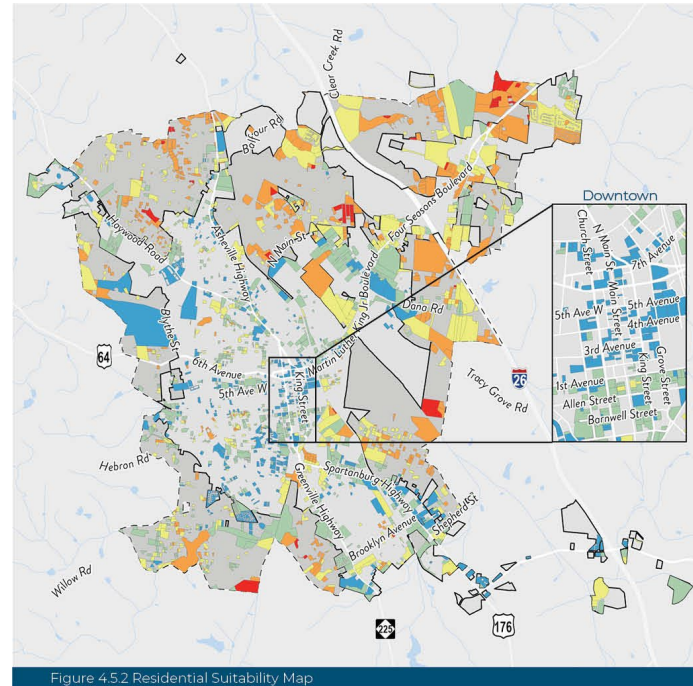 Clear Creek Rd
Balfour Rd
Haywood Road
Asheville Highway
N Main St
Four Seasons Boulevard
Downtown
Church Street
N Main St
Main Street
7th Avenue
5th Ave W
5th Avenue
4th Avenue
3rd Avenue
King Street
Grove Street
1st Avenue
Allen Street
Barnwell Street
Blythe St
64
6th Avenue
5th Ave W
King Street
Martin Luther King Jr Boulevard
Dana Rd
26
Tracy Grove Rd
Hebron Rd
Spartanburg Highway
Greenville Highway
Brooklyn Avenue
Shepherd St
Willow Rd
225
176
Figure 4.5.2 Residential Suitability Map